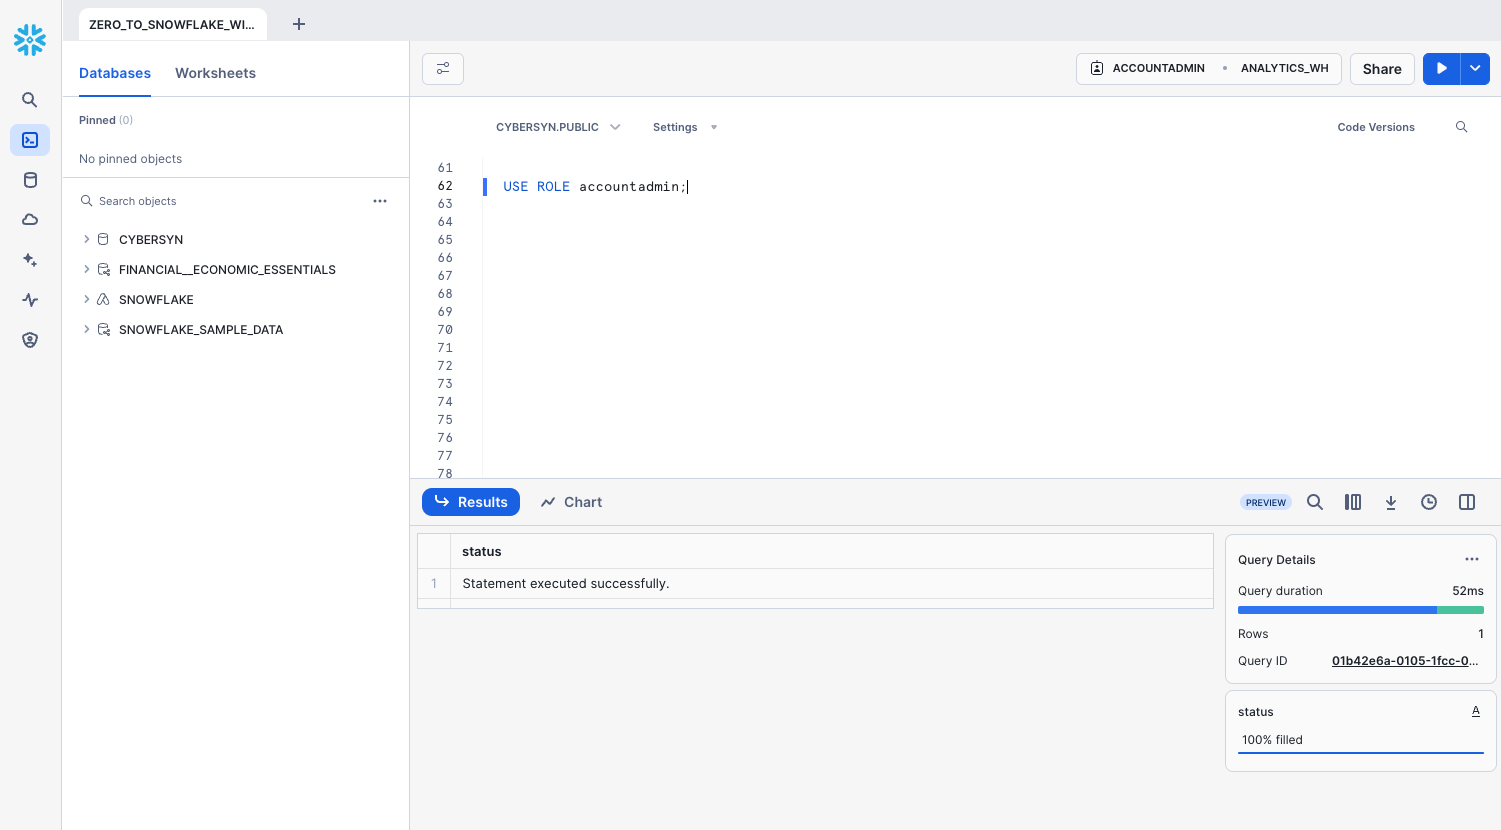 ZERO_TO_SNOWFLAKE_WI...
Databases
Worksheets
Pinned (0)
No pinned objects
Search objects
CYBERSYN
FINANCIAL__ECONOMIC_ESSENTIALS
SNOWFLAKE
SNOWFLAKE_SAMPLE_DATA
ACCOUNTADMIN
ANALYTICS_WH
Share
CYBERSYN.PUBLIC
Settings
Code Versions
61
62 USE ROLE accountadmin;
63
64
65
66
67
68
69
70
71
72
73
74
75
76
77
78
Results
Chart
PREVIEW
status
1 Statement executed successfully.
Query Details
Query duration 52ms
Rows 1
Query ID 01b42e6a-0105-1fcc-0...
status A
100% filled